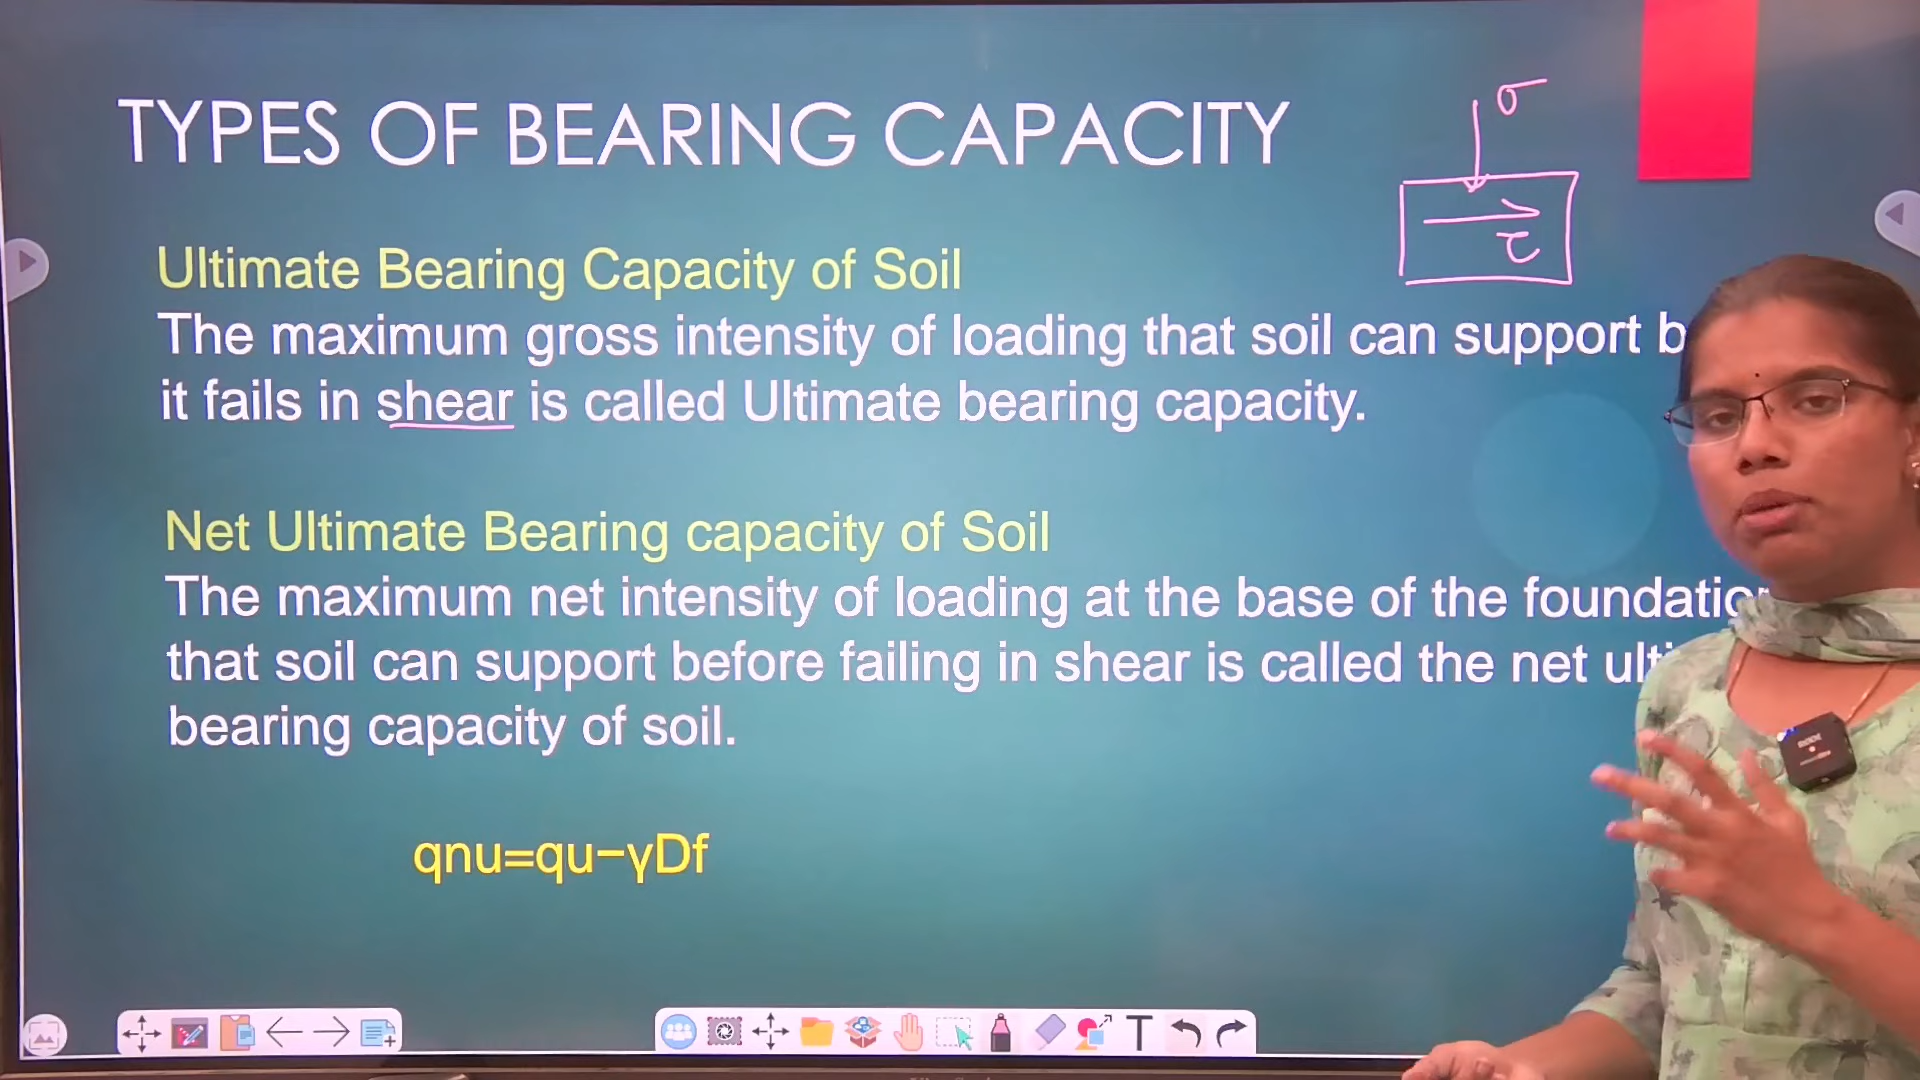 TYPES OF BEARING CAPACITY
σ
τ
Ultimate Bearing Capacity of Soil
The maximum gross intensity of loading that soil can support
it fails in shear is called Ultimate bearing capacity.
Net Ultimate Bearing capacity of Soil
The maximum net intensity of loading at the base of the foundation
that soil can support before failing in shear is called the net
bearing capacity of soil.
qnu=qu−γDf
T